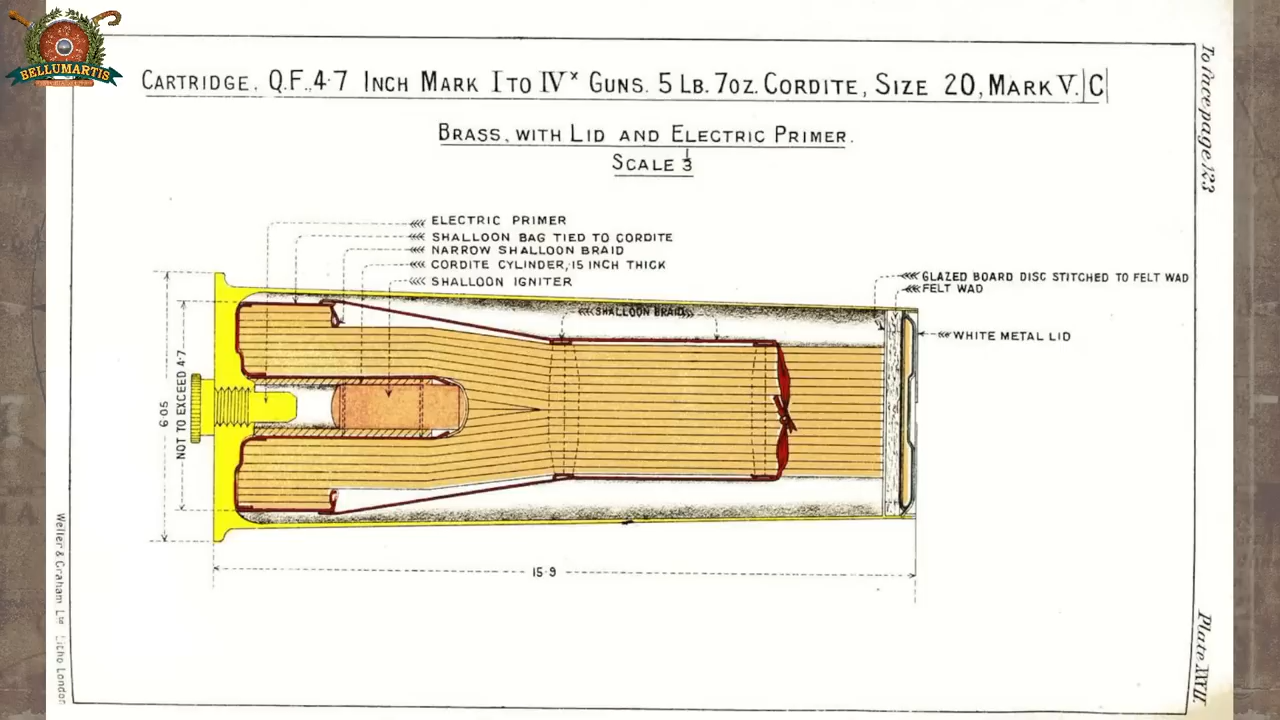 BELLUMARTIS
CARTRIDGE. Q.F. 4·7 INCH MARK I TO IV* GUNS. 5 LB. 7OZ. CORDITE, SIZE 20, MARK V. |C|
BRASS, WITH LID AND ELECTRIC PRIMER.
SCALE 1/3
ELECTRIC PRIMER
SHALLOON BAG TIED TO CORDITE
NARROW SHALLOON BRAID
CORDITE CYLINDER, ·15 INCH THICK
SHALLOON IGNITER
GLAZED BOARD DISC STITCHED TO FELT WAD
FELT WAD
SHALLOON BRAID
WHITE METAL LID
6·05
NOT TO EXCEED 4·7
15·9
To face page 123
Plate XVII.
Weller & Graham Ltd Litho London